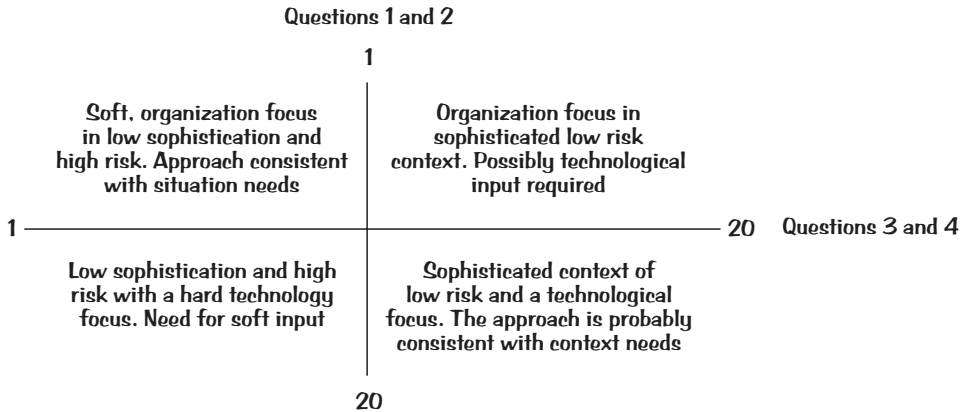 Questions 1 and 2
1
Soft, organization focus
in low sophistication and
high risk. Approach consistent
with situation needs
Organization focus in
sophisticated low risk
context. Possibly technological
input required
1
20
Questions 3 and 4
Low sophistication and high
risk with a hard technology
focus. Need for soft input
Sophisticated context of
low risk and a technological
focus. The approach is probably
consistent with context needs
20